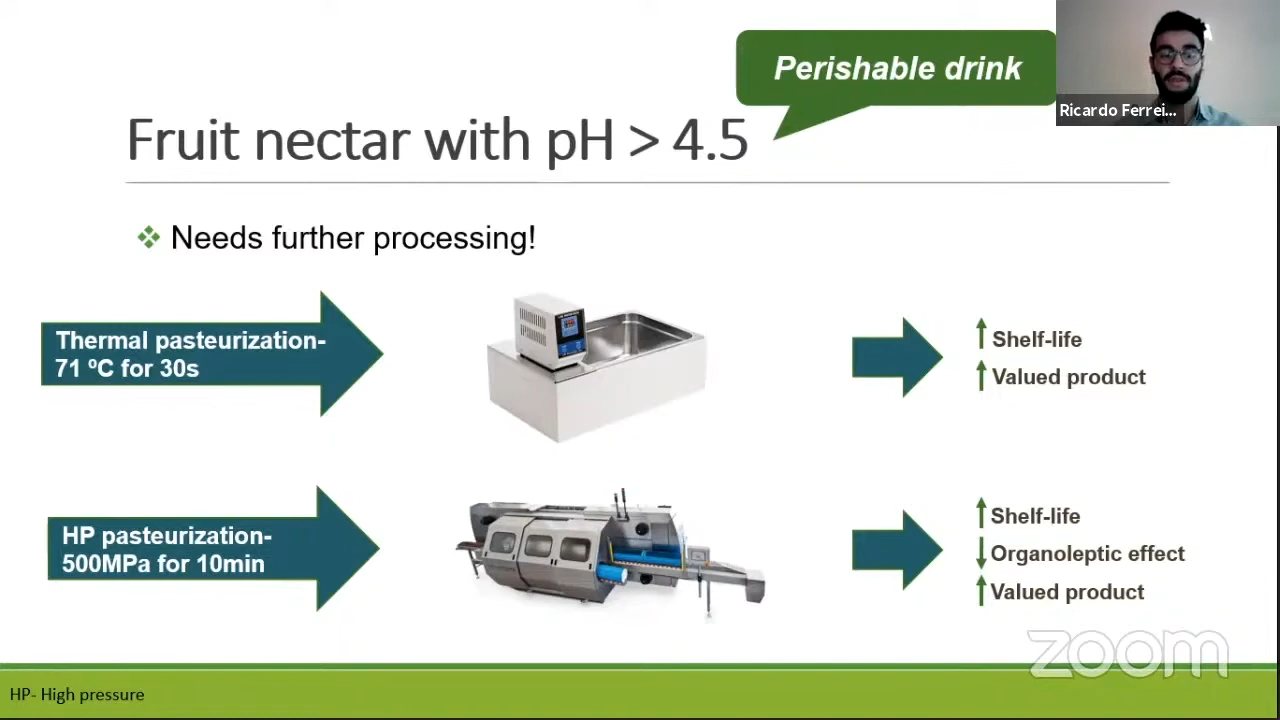 Perishable drink
Ricardo Ferrei...
Fruit nectar with pH > 4.5
Needs further processing!
Thermal pasteurization-
71 ºC for 30s
Shelf-life
Valued product
HP pasteurization-
500MPa for 10min
Shelf-life
Organoleptic effect
Valued product
zoom
HP- High pressure